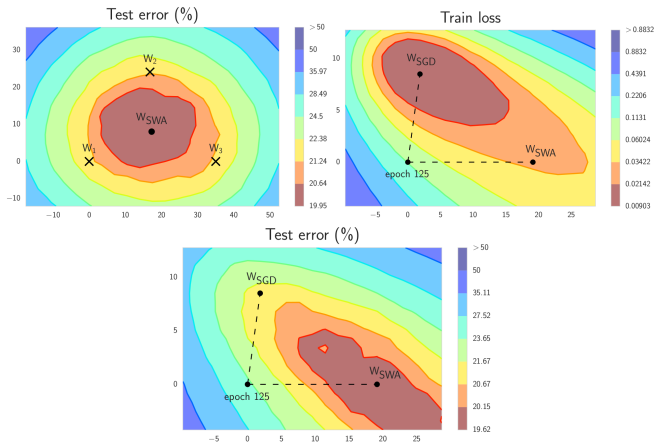 Test error (%)
30
20
10
0
−10
−10 0 10 20 30 40 50
W2
WSWA
W1
W3
> 50
50
35.97
28.49
24.5
22.38
21.24
20.64
19.95
Train loss
10
5
0
−5 0 5 10 15 20 25
WSGD
WSWA
epoch 125
> 0.8832
0.8832
0.4391
0.2206
0.1131
0.06024
0.03422
0.02142
0.00903
Test error (%)
10
5
0
−5 0 5 10 15 20 25
WSGD
WSWA
epoch 125
> 50
50
35.11
27.52
23.65
21.67
20.67
20.15
19.62